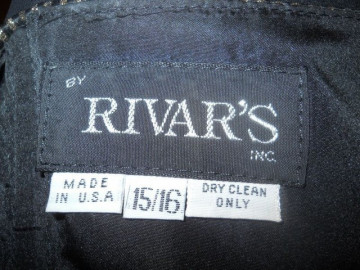 BY
RIVAR'S
INC.
MADE
IN U.S.A
15/16
DRY CLEAN
ONLY